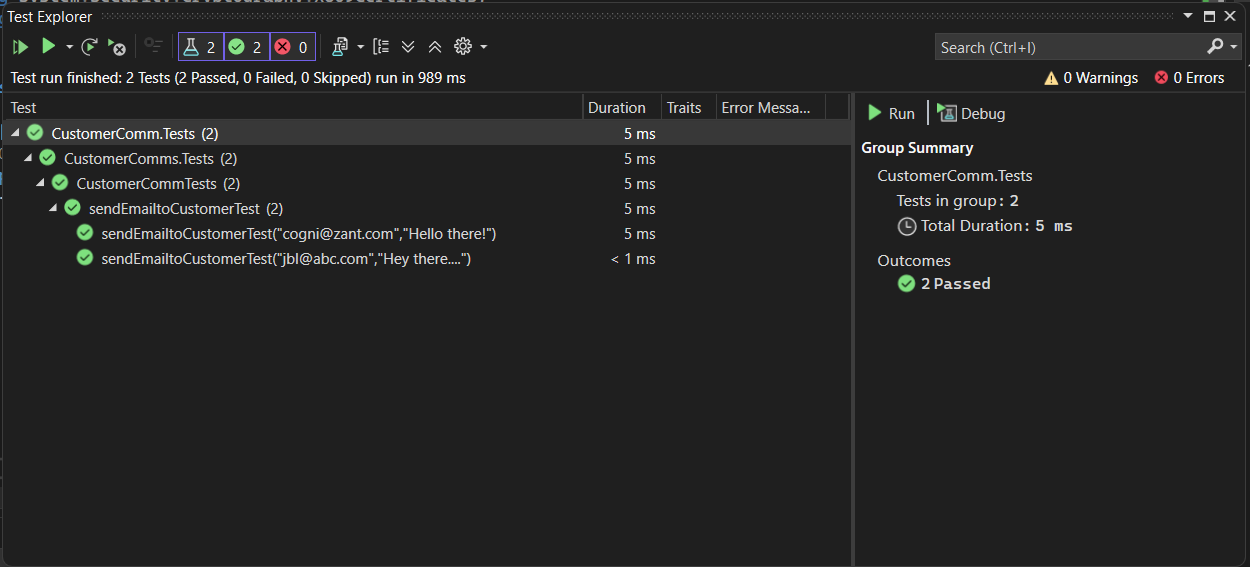 Test Explorer
2 2 0
Search (Ctrl+I)
Test run finished: 2 Tests (2 Passed, 0 Failed, 0 Skipped) run in 989 ms
0 Warnings 0 Errors
Test Duration Traits Error Messa...
CustomerComm.Tests (2) 5 ms
CustomerComms.Tests (2) 5 ms
CustomerCommTests (2) 5 ms
sendEmailtoCustomerTest (2) 5 ms
sendEmailtoCustomerTest("cogni@zant.com","Hello there!") 5 ms
sendEmailtoCustomerTest("jbl@abc.com","Hey there....") < 1 ms
Run Debug
Group Summary
CustomerComm.Tests
Tests in group: 2
Total Duration: 5 ms
Outcomes
2 Passed